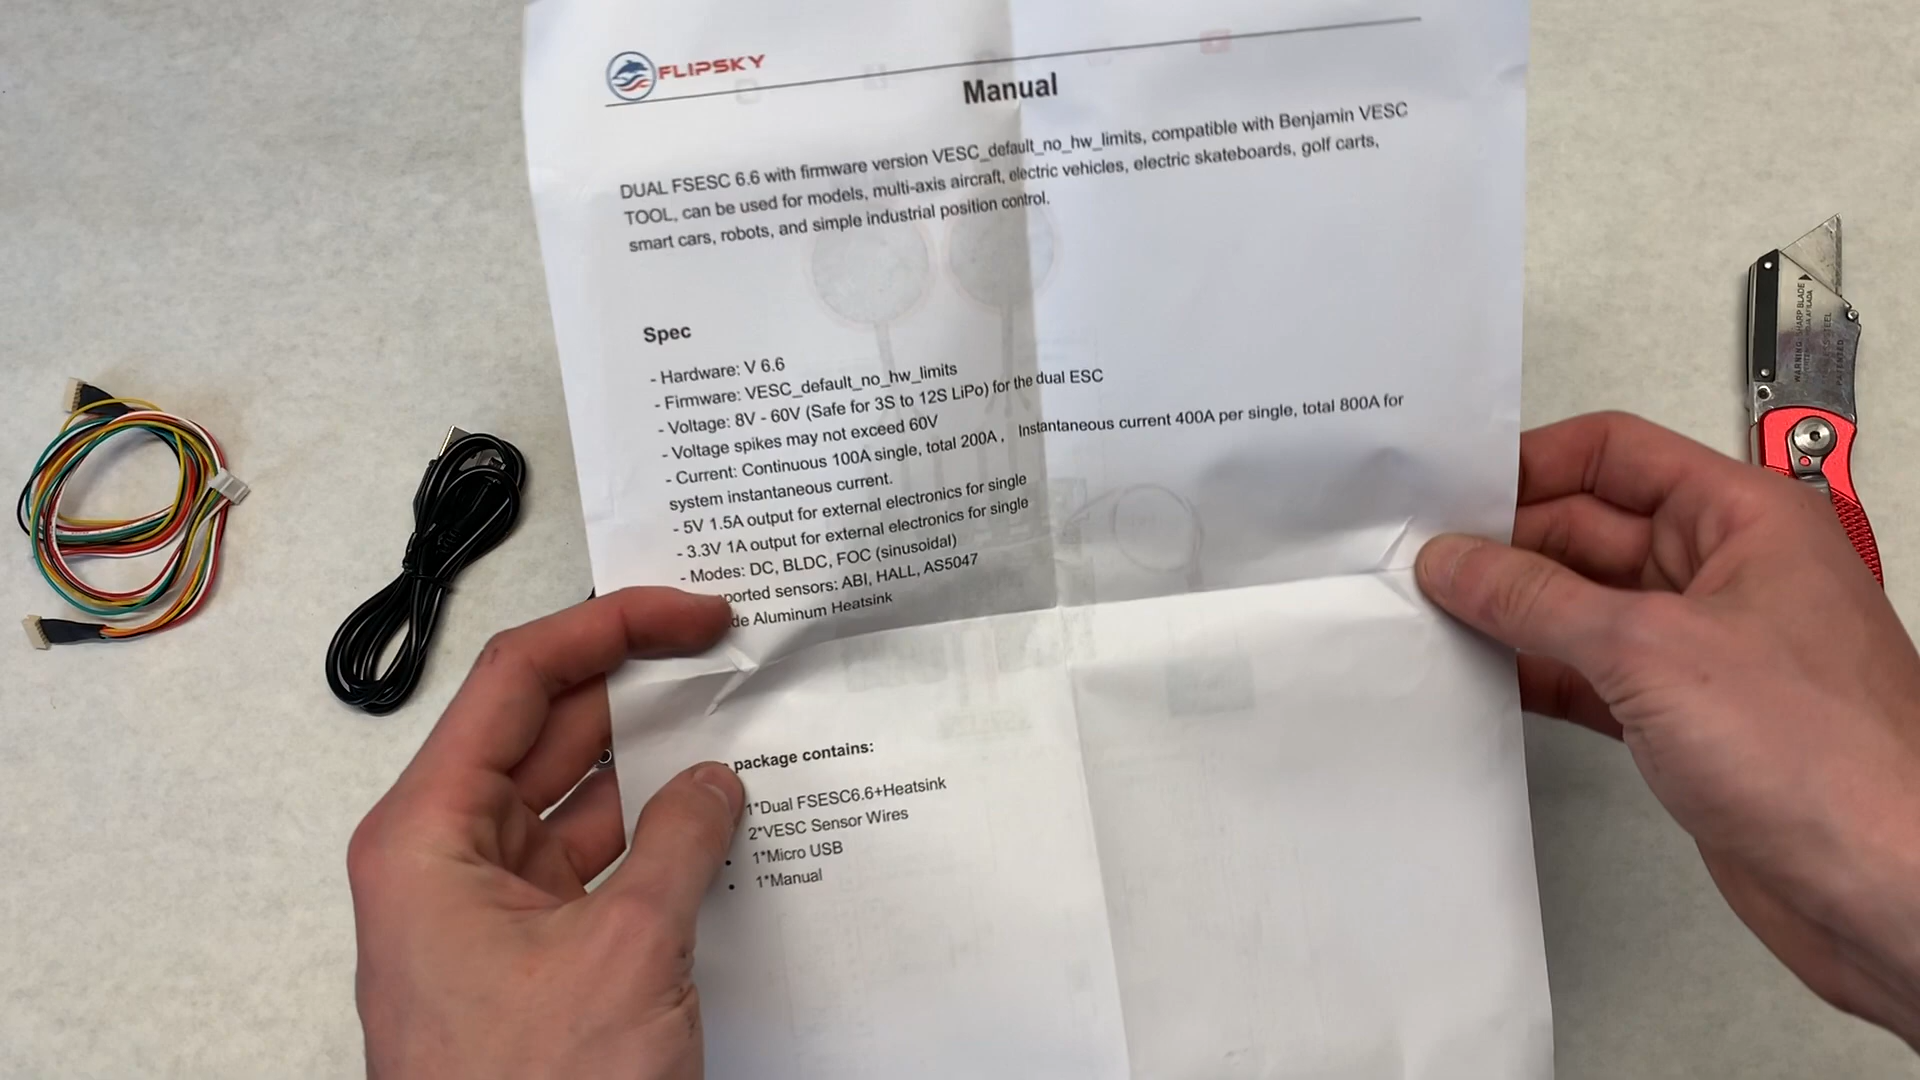 FLIPSKY
Manual
DUAL FSESC 6.6 with firmware version VESC_default_no_hw_limits, compatible with Benjamin VESC
TOOL, can be used for models, multi-axis aircraft, electric vehicles, electric skateboards, golf carts,
smart cars, robots, and simple industrial position control.
Spec
- Hardware: V 6.6
- Firmware: VESC_default_no_hw_limits
- Voltage: 8V - 60V (Safe for 3S to 12S LiPo) for the dual ESC
- Voltage spikes may not exceed 60V
- Current: Continuous 100A single, total 200A , Instantaneous current 400A per single, total 800A for
system instantaneous current.
- 5V 1.5A output for external electronics for single
- 3.3V 1A output for external electronics for single
- Modes: DC, BLDC, FOC (sinusoidal)
ported sensors: ABI, HALL, AS5047
de Aluminum Heatsink
package contains:
1*Dual FSESC6.6+Heatsink
2*VESC Sensor Wires
• 1*Micro USB
• 1*Manual
WARNING: SHARP BLADE
PATENTED